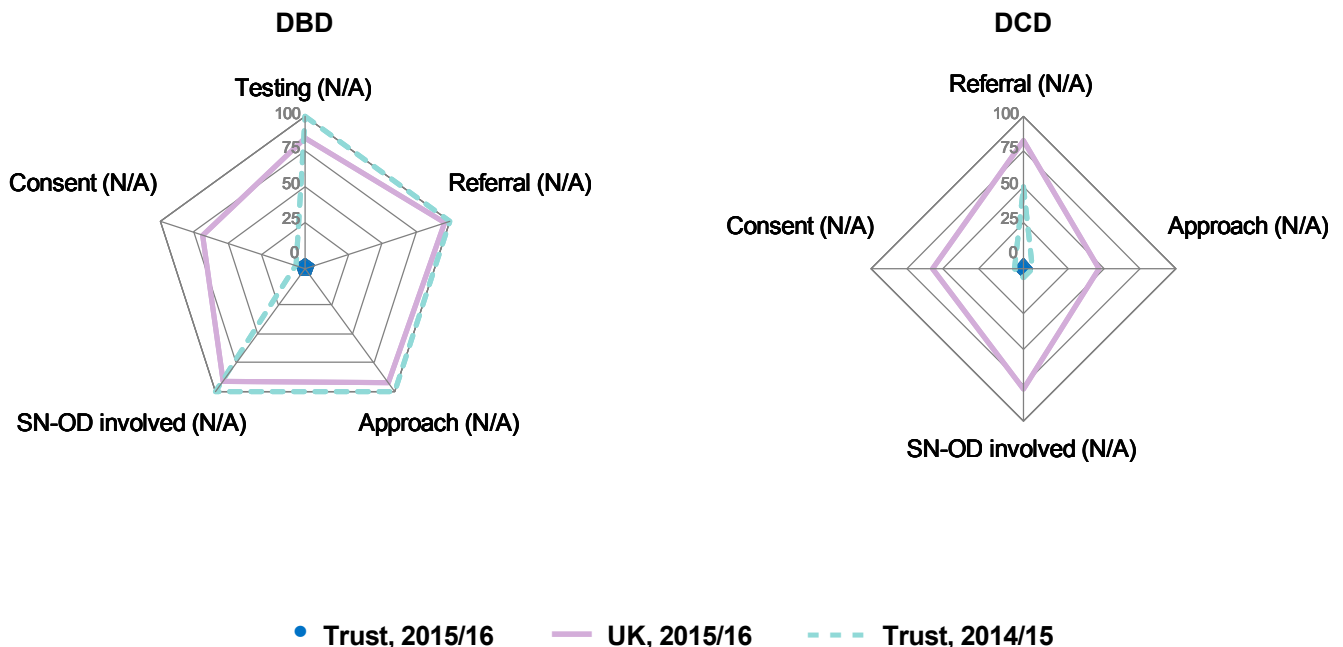 DBD
Testing (N/A)
100
75
50
25
0
Consent (N/A)
Referral (N/A)
SN-OD involved (N/A)
Approach (N/A)
DCD
Referral (N/A)
100
75
50
25
0
Consent (N/A)
Approach (N/A)
SN-OD involved (N/A)
Trust, 2015/16
UK, 2015/16
Trust, 2014/15